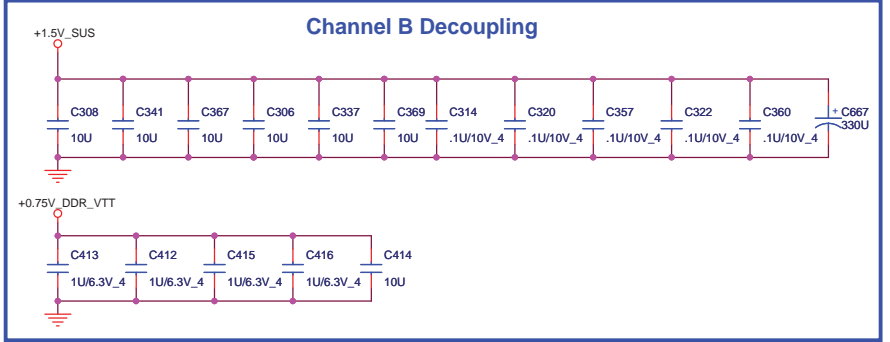 Channel B Decoupling
+1.5V_SUS
C308 C341 C367 C306 C337 C369 C314 C320 C357 C322 C360 + C667
10U 10U 10U 10U 10U 10U .1U/10V_4 .1U/10V_4 .1U/10V_4 .1U/10V_4 .1U/10V_4 330U
+0.75V_DDR_VTT
C413 C412 C415 C416 C414
1U/6.3V_4 1U/6.3V_4 1U/6.3V_4 1U/6.3V_4 10U